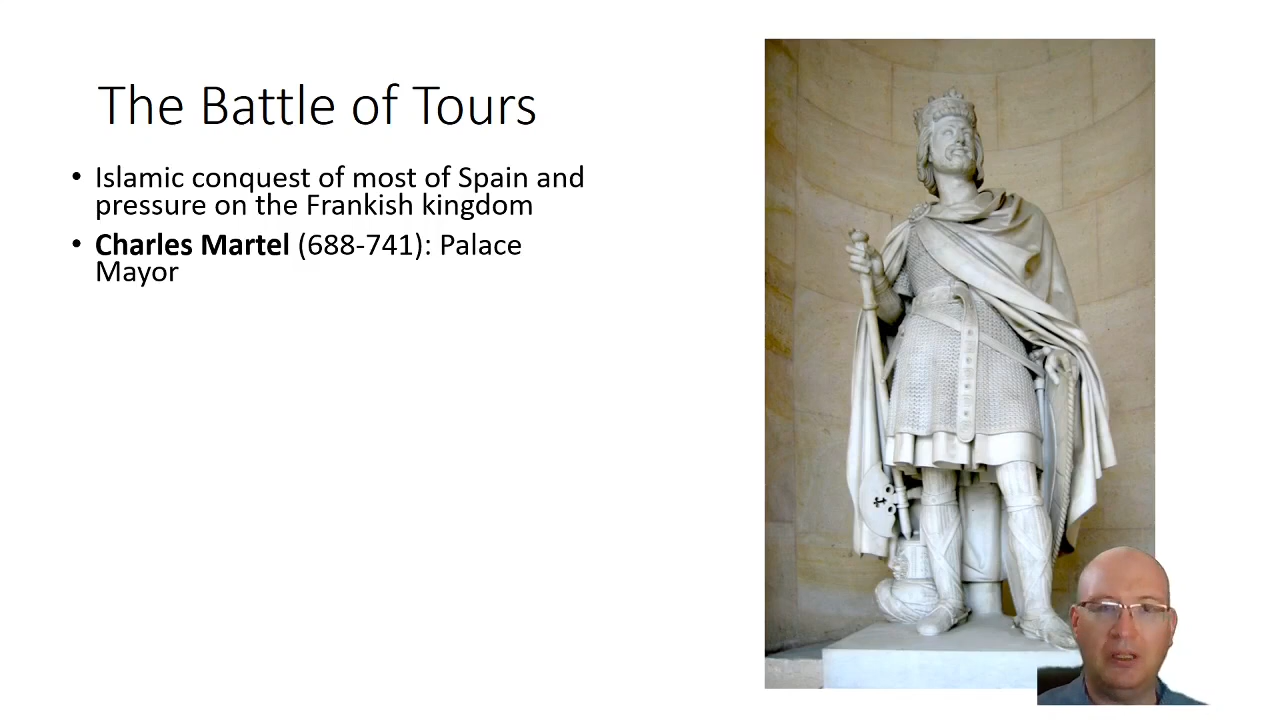 The Battle of Tours
• Islamic conquest of most of Spain and
pressure on the Frankish kingdom
• Charles Martel (688-741): Palace
Mayor